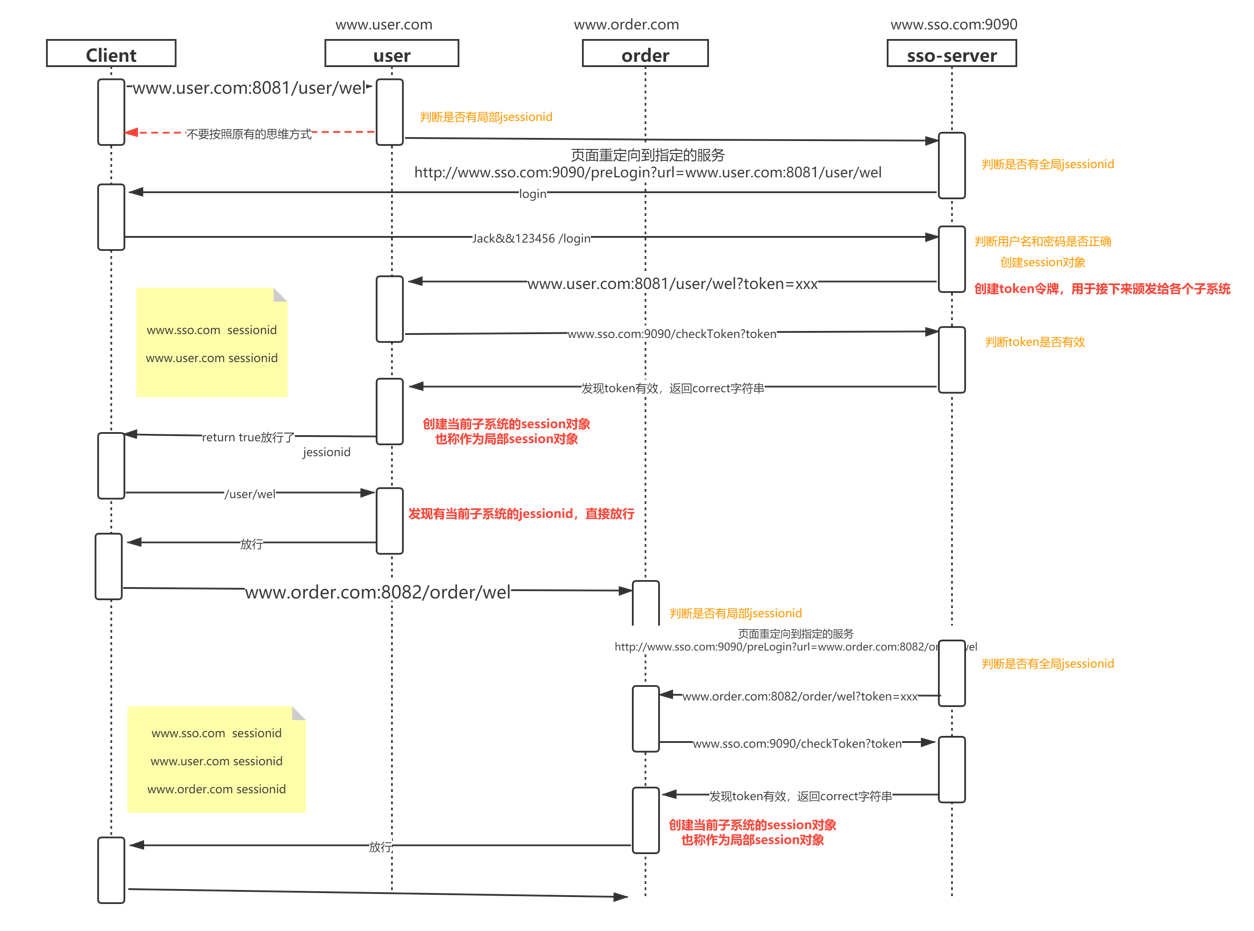 www.user.com
www.order.com
www.sso.com:9090
Client
user
order
sso-server
www.user.com:8081/user/wel
判断是否有局部jsessionid
不要按照原有的思维方式
页面重定向到指定的服务
http://www.sso.com:9090/preLogin?url=www.user.com:8081/user/wel
判断是否有全局jsessionid
login
Jack&&123456 /login
判断用户名和密码是否正确
创建session对象
创建token令牌，用于接下来颁发给各个子系统
www.user.com:8081/user/wel?token=xxx
www.sso.com sessionid
www.user.com sessionid
www.sso.com:9090/checkToken?token
判断token是否有效
发现token有效，返回correct字符串
创建当前子系统的session对象
也称作为局部session对象
return true放行了
jessionid
/user/wel
发现有当前子系统的jessionid，直接放行
放行
www.order.com:8082/order/wel
判断是否有局部jsessionid
页面重定向到指定的服务
http://www.sso.com:9090/preLogin?url=www.order.com:8082/or wel
判断是否有全局jsessionid
www.order.com:8082/order/wel?token=xxx
www.sso.com sessionid
www.user.com sessionid
www.order.com sessionid
www.sso.com:9090/checkToken?token
发现token有效，返回correct字符串
创建当前子系统的session对象
也称作为局部session对象
放行